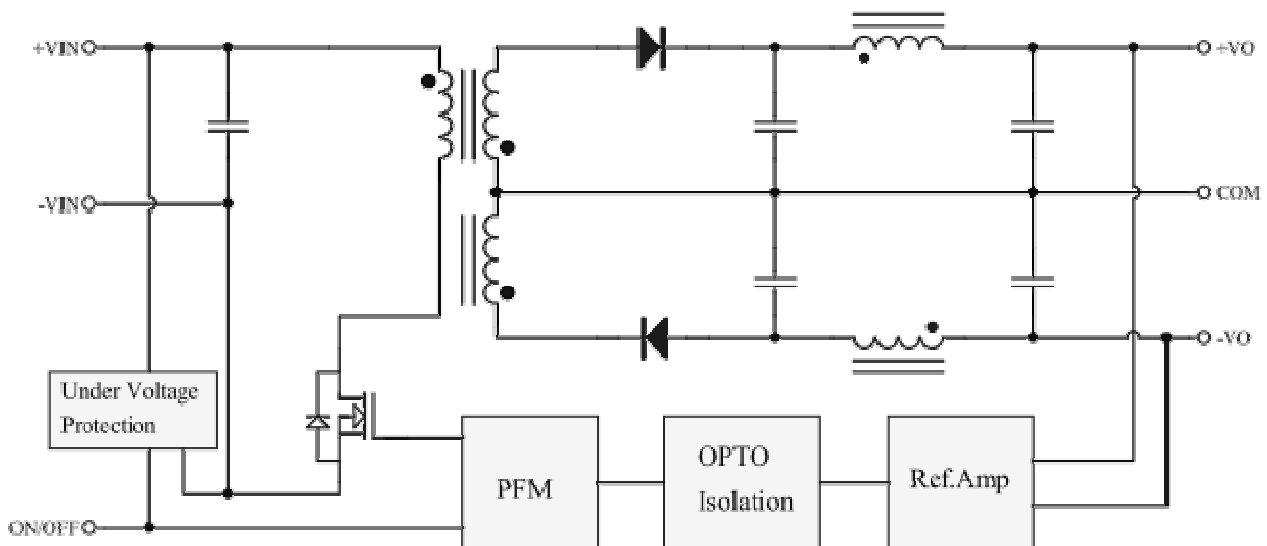 +VIN
+VO
-VIN
COM
-VO
Under Voltage
Protection
OPTO
Isolation
PFM
Ref.Amp
ON/OFF